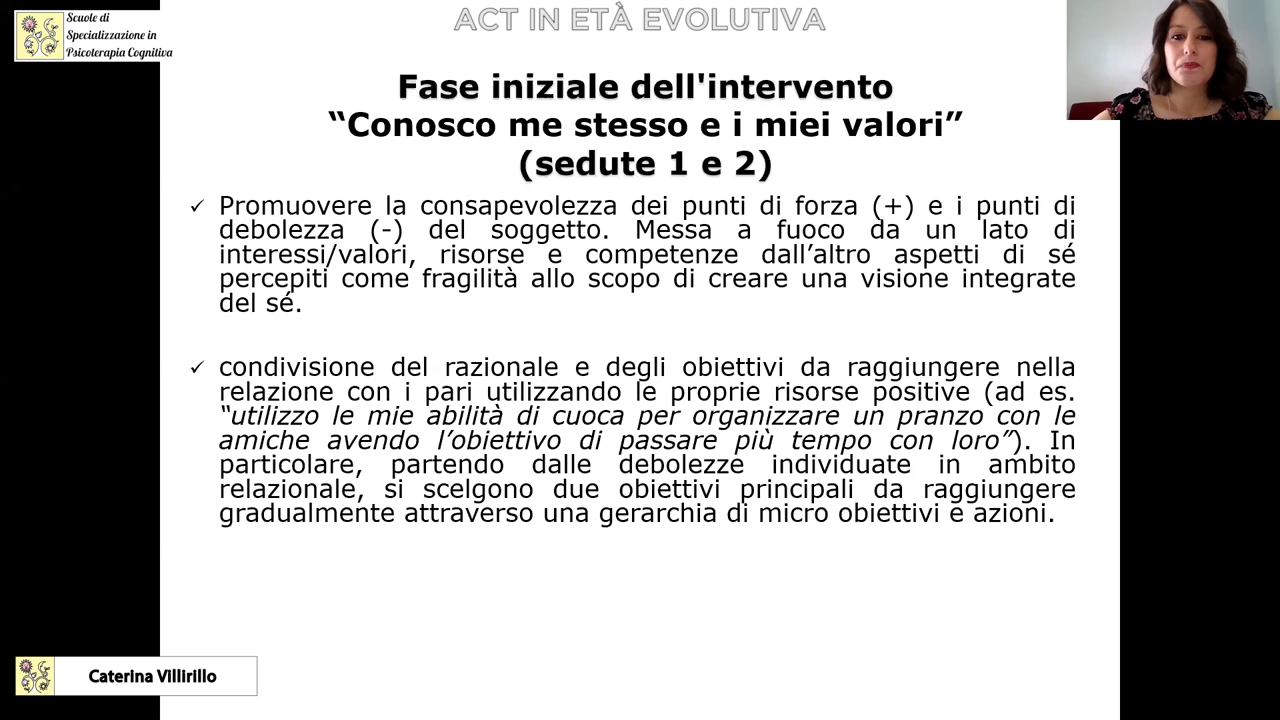 Scuole di
Specializzazione in
Psicoterapia Cognitiva
ACT IN ETÀ EVOLUTIVA
Fase iniziale dell'intervento
“Conosco me stesso e i miei valori”
(sedute 1 e 2)
✓ Promuovere la consapevolezza dei punti di forza (+) e i punti di
debolezza (-) del soggetto. Messa a fuoco da un lato di
interessi/valori, risorse e competenze dall’altro aspetti di sé
percepiti come fragilità allo scopo di creare una visione integrate
del sé.
✓ condivisione del razionale e degli obiettivi da raggiungere nella
relazione con i pari utilizzando le proprie risorse positive (ad es.
“utilizzo le mie abilità di cuoca per organizzare un pranzo con le
amiche avendo l’obiettivo di passare più tempo con loro”). In
particolare, partendo dalle debolezze individuate in ambito
relazionale, si scelgono due obiettivi principali da raggiungere
gradualmente attraverso una gerarchia di micro obiettivi e azioni.
Caterina Villirillo